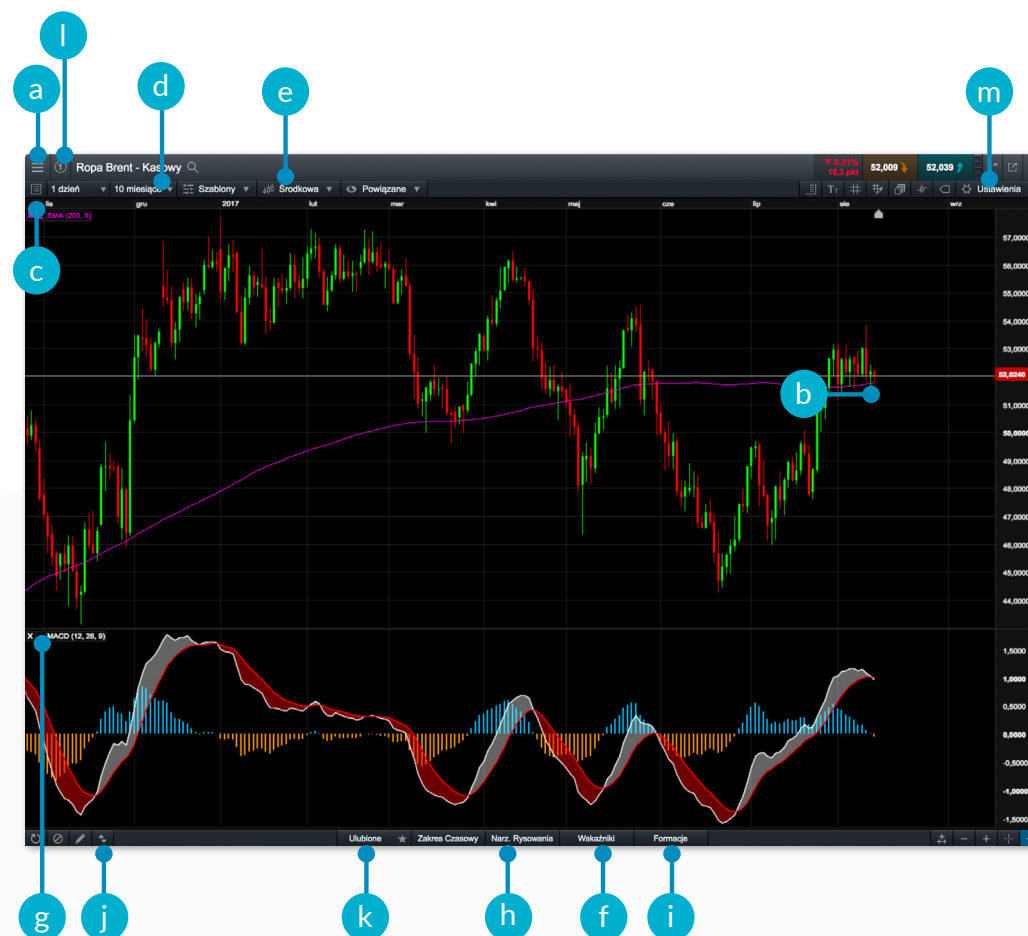 l
a
d
e
m
1
Ropa Brent - Kasowy
0,31%
18,3 pkt
52,009
52,039
1 dzień
10 miesiące
Szablony
Środkowa
Powiązane
Ustawienia
lis gru 2017 lut mar kwi maj cze lip sie wrz
SMA (200, 0)
c
57,0000
56,0000
55,0000
54,0000
53,0000
52,0240
b
51,0000
50,0000
49,0000
48,0000
47,0000
46,0000
45,0000
44,0000
X MACD (12, 26, 9)
1,5000
1,0000
0,5000
0,0000
-0,5000
-1,0000
-1,5000
Ulubione
Zakres Czasowy
Narz. Rysowania
Wskaźniki
Formacje
g
j
k
h
f
i